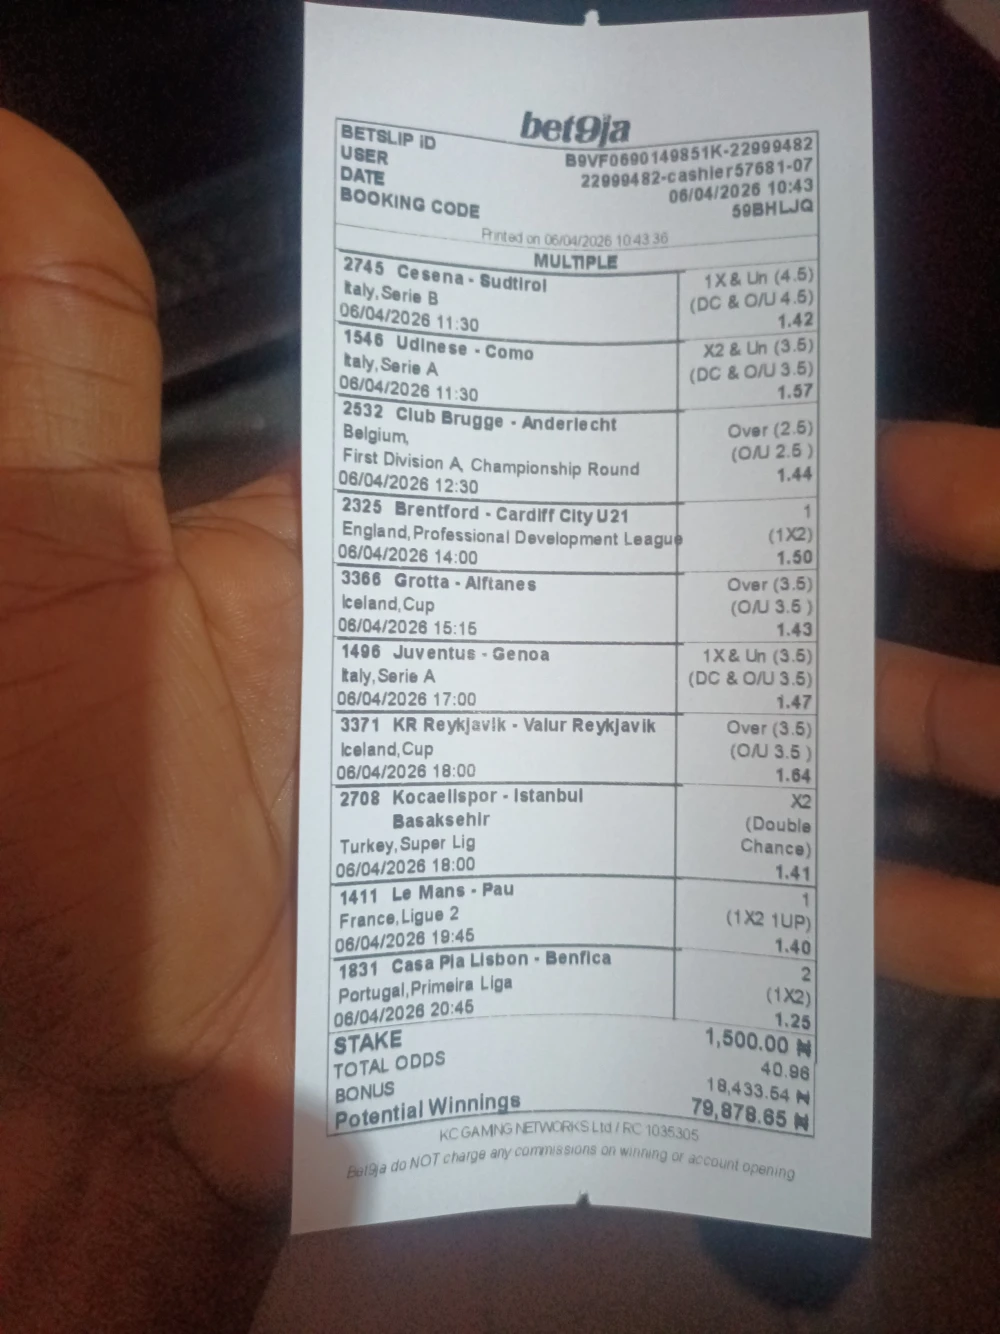 bet9ja
BETSLIP iD B9VF0690149851K-22999482
USER 22999482-cashier57681-07
DATE 06/04/2026 10:43
BOOKING CODE 59BHLJQ
Printed on 06/04/2026 10:43:36
MULTIPLE
2745 Cesena - Sudtirol 1X & Un (4.5)
Italy, Serie B (DC & O/U 4.5)
06/04/2026 11:30 1.42
1546 Udinese - Como X2 & Un (3.5)
Italy, Serie A (DC & O/U 3.5)
06/04/2026 11:30 1.57
2532 Club Brugge - Anderlecht Over (2.5)
Belgium, (O/U 2.5 )
First Division A, Championship Round 1.44
06/04/2026 12:30
2325 Brentford - Cardiff City U21 1
England, Professional Development League (1X2)
06/04/2026 14:00 1.50
3366 Grotta - Alftanes Over (3.5)
Iceland, Cup (O/U 3.5 )
06/04/2026 15:15 1.43
1496 Juventus - Genoa 1X & Un (3.5)
Italy, Serie A (DC & O/U 3.5)
06/04/2026 17:00 1.47
3371 KR Reykjavik - Valur Reykjavik Over (3.5)
Iceland, Cup (O/U 3.5 )
06/04/2026 18:00 1.64
2708 Kocaelispor - Istanbul X2
Basaksehir (Double
Turkey, Super Lig Chance)
06/04/2026 18:00 1.41
1411 Le Mans - Pau 1
France, Ligue 2 (1X2 1UP)
06/04/2026 19:45 1.40
1831 Casa Pia Lisbon - Benfica 2
Portugal, Primeira Liga (1X2)
06/04/2026 20:45 1.25
STAKE 1,500.00 ₦
TOTAL ODDS 40.96
BONUS 18,433.54 ₦
Potential Winnings 79,878.65 ₦
KC GAMING NETWORKS Ltd / RC 1035305
Bet9ja do NOT charge any commissions on winning or account opening